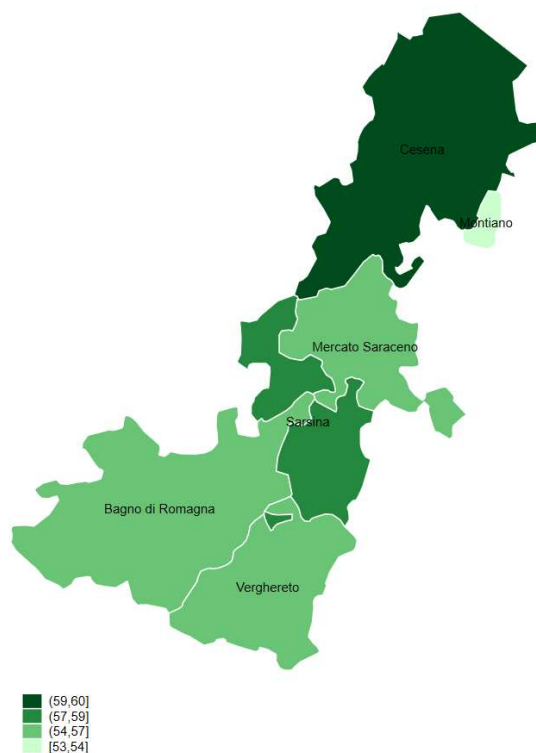 Cesena
Montiano
Mercato Saraceno
Sarsina
Bagno di Romagna
Verghereto
(59,60]
(57,59]
(54,57]
[53,54]